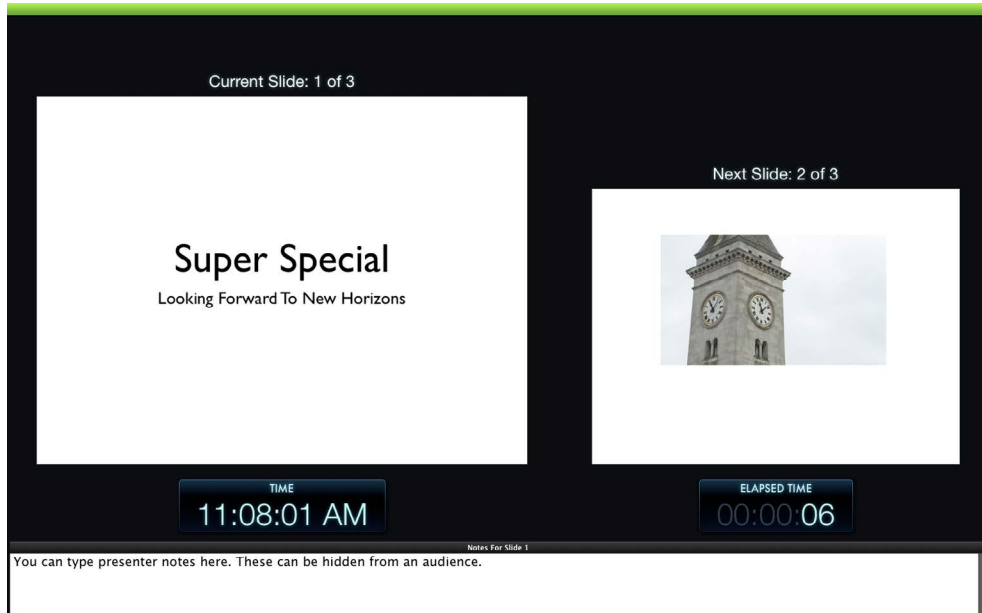 Current Slide: 1 of 3
Super Special
Looking Forward To New Horizons
Next Slide: 2 of 3
TIME
11:08:01 AM
ELAPSED TIME
00:00:06
Notes For Slide 1
You can type presenter notes here. These can be hidden from an audience.